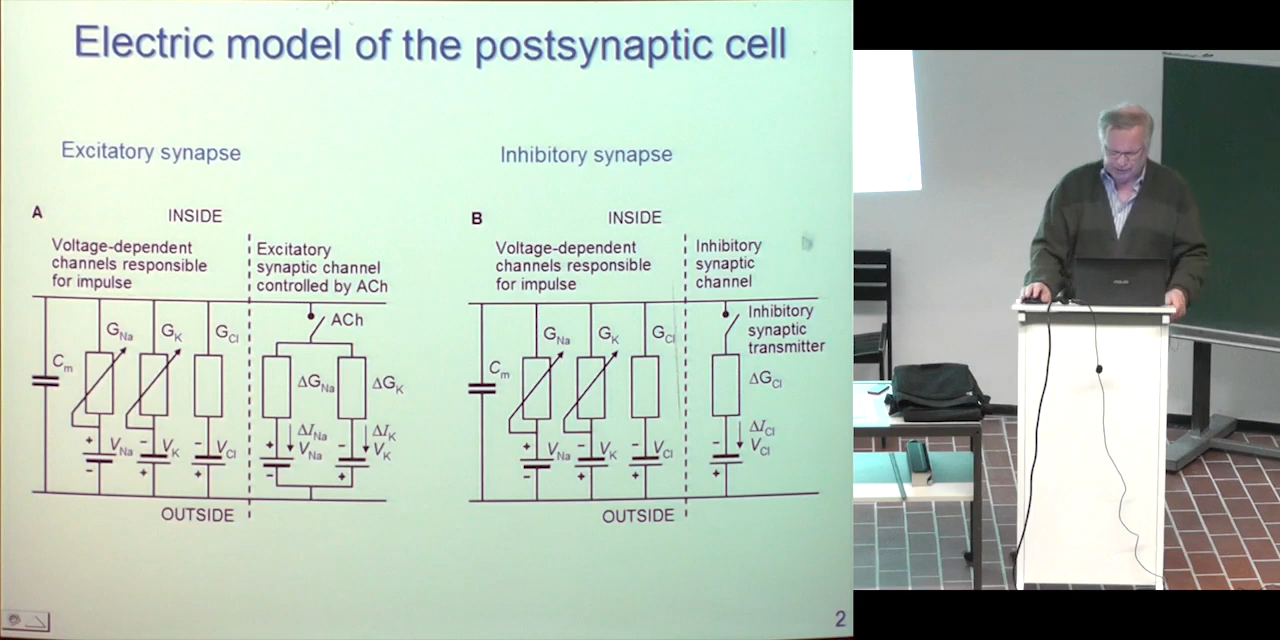 Electric model of the postsynaptic cell
Excitatory synapse
A
INSIDE
Voltage-dependent
channels responsible
for impulse
Excitatory
synaptic channel
controlled by ACh
ACh
G_Na
G_K
G_Cl
C_m
ΔG_Na
ΔG_K
ΔI_Na
ΔI_K
+
V_Na
-
-
V_K
+
-
V_Cl
+
+
V_Na
-
-
V_K
+
OUTSIDE
Inhibitory synapse
B
INSIDE
Voltage-dependent
channels responsible
for impulse
Inhibitory
synaptic
channel
Inhibitory
synaptic
transmitter
G_Na
G_K
G_Cl
C_m
ΔG_Cl
ΔI_Cl
+
V_Na
-
-
V_K
+
-
V_Cl
+
-
V_Cl
+
OUTSIDE
2
ASUS